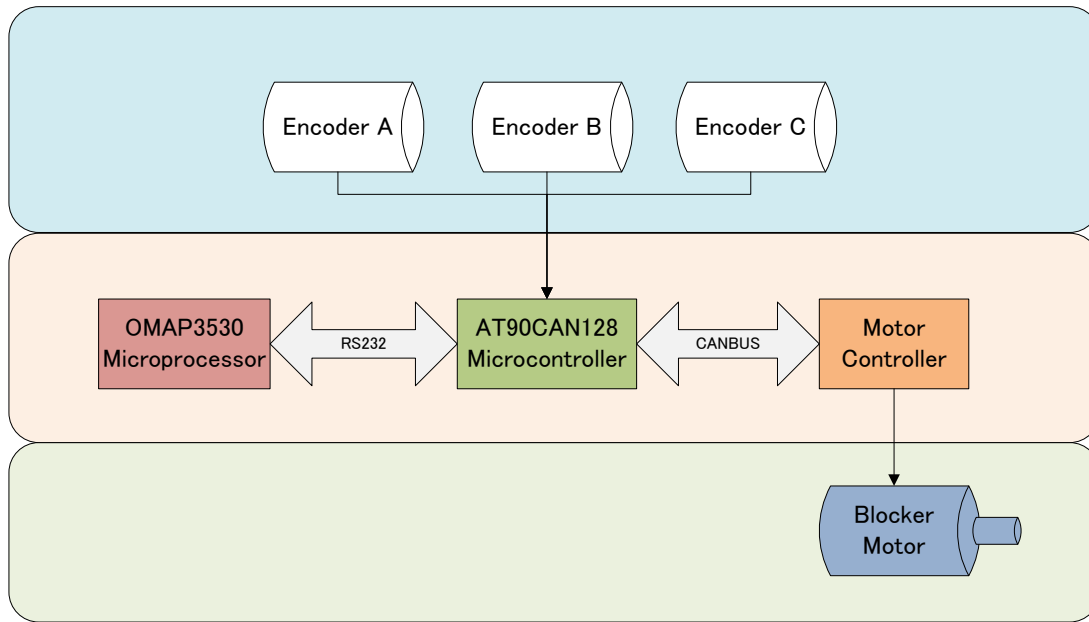 Encoder A
Encoder B
Encoder C
OMAP3530
Microprocessor
RS232
AT90CAN128
Microcontroller
CANBUS
Motor
Controller
Blocker
Motor